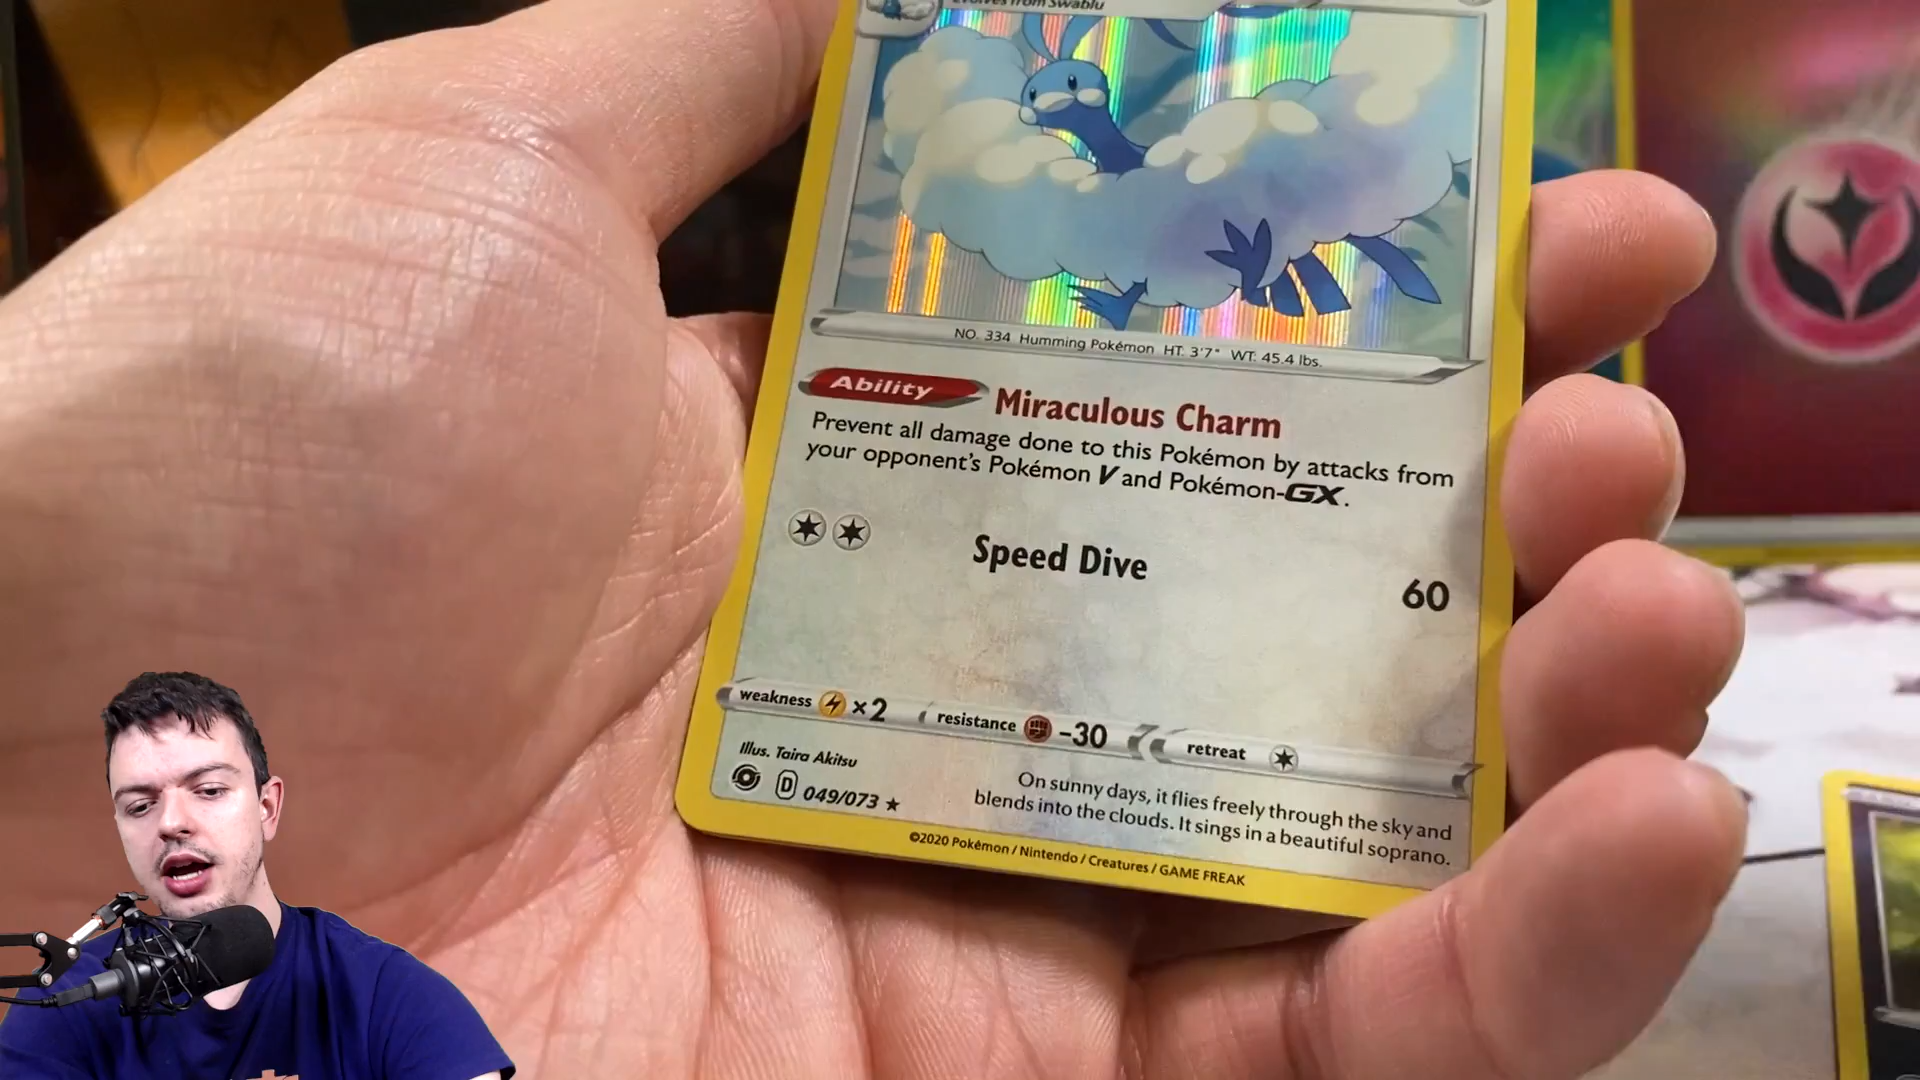 Evolves from Swablu
NO. 334 Humming Pokémon HT: 3'7" WT: 45.4 lbs.
Ability Miraculous Charm
Prevent all damage done to this Pokémon by attacks from
your opponent's Pokémon V and Pokémon-GX.
Speed Dive 60
weakness ×2 resistance -30 retreat
Illus. Taira Akitsu
D 049/073
On sunny days, it flies freely through the sky and
blends into the clouds. It sings in a beautiful soprano.
©2020 Pokémon / Nintendo / Creatures / GAME FREAK